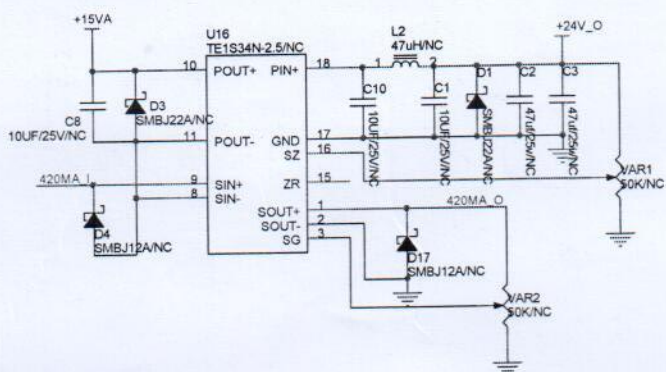 +15VA
U16
TE1S34N-2.5/NC
L2
47uH/NC
+24V_O
10
POUT+
PIN+
18
1
2
D3
SMBJ22A/NC
C8
10UF/25V/NC
C10
10UF/25V/NC
C1
10UF/25V/NC
D1
SMBJ22A/NC
C2
47uf/25w/NC
C3
47uf/25w/NC
11
POUT-
GND
17
SZ
16
420MA_I
9
SIN+
8
SIN-
ZR
15
VAR1
50K/NC
SOUT+
1
420MA_O
SOUT-
2
SG
3
D4
SMBJ12A/NC
D17
SMBJ12A/NC
VAR2
50K/NC